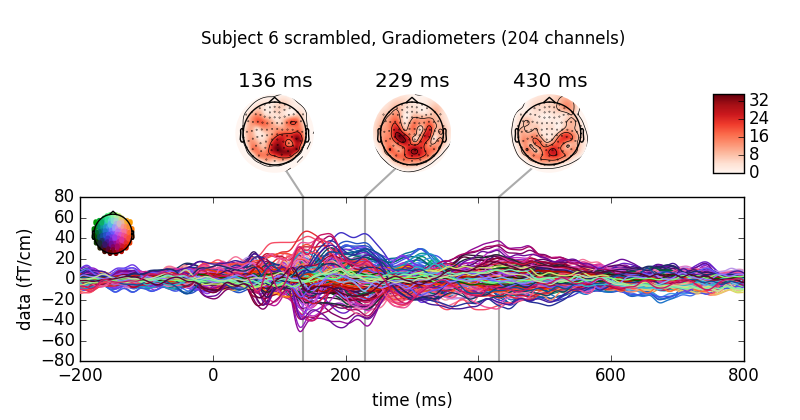 Subject 6 scrambled, Gradiometers (204 channels)
136 ms 229 ms 430 ms
32
24
16
8
0
80
60
40
20
0
−20
−40
−60
−80
data (fT/cm)
−200 0 200 400 600 800
time (ms)